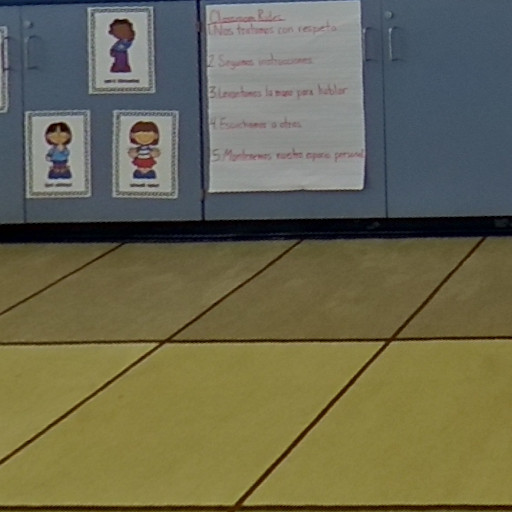 Classroom Rules
1. Nos tratamos con respeto
2. Seguimos instrucciones
3. Levantamos la mano para hablar
4. Escuchamos a otros
5. Mantenemos nuestro espacio personal